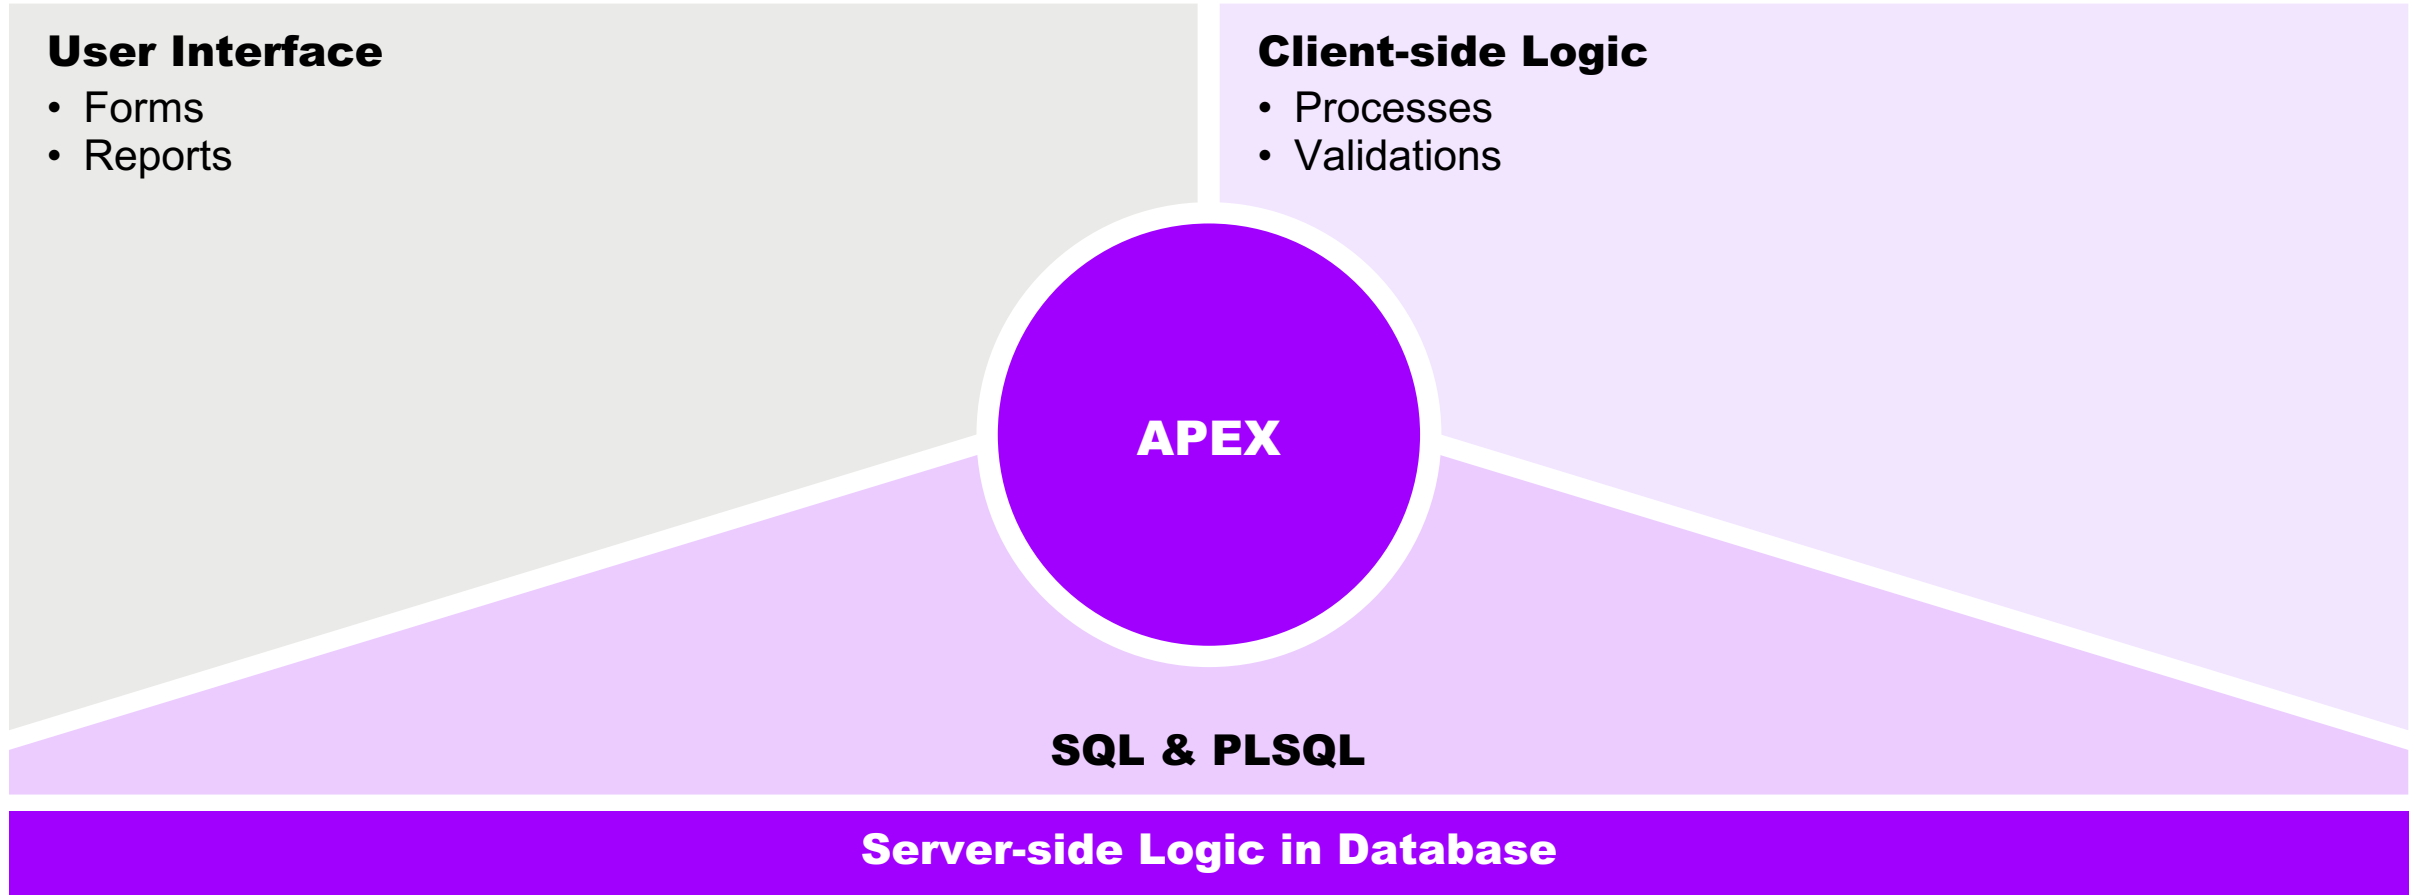 User Interface
• Forms
• Reports
Client-side Logic
• Processes
• Validations
APEX
SQL & PLSQL
Server-side Logic in Database